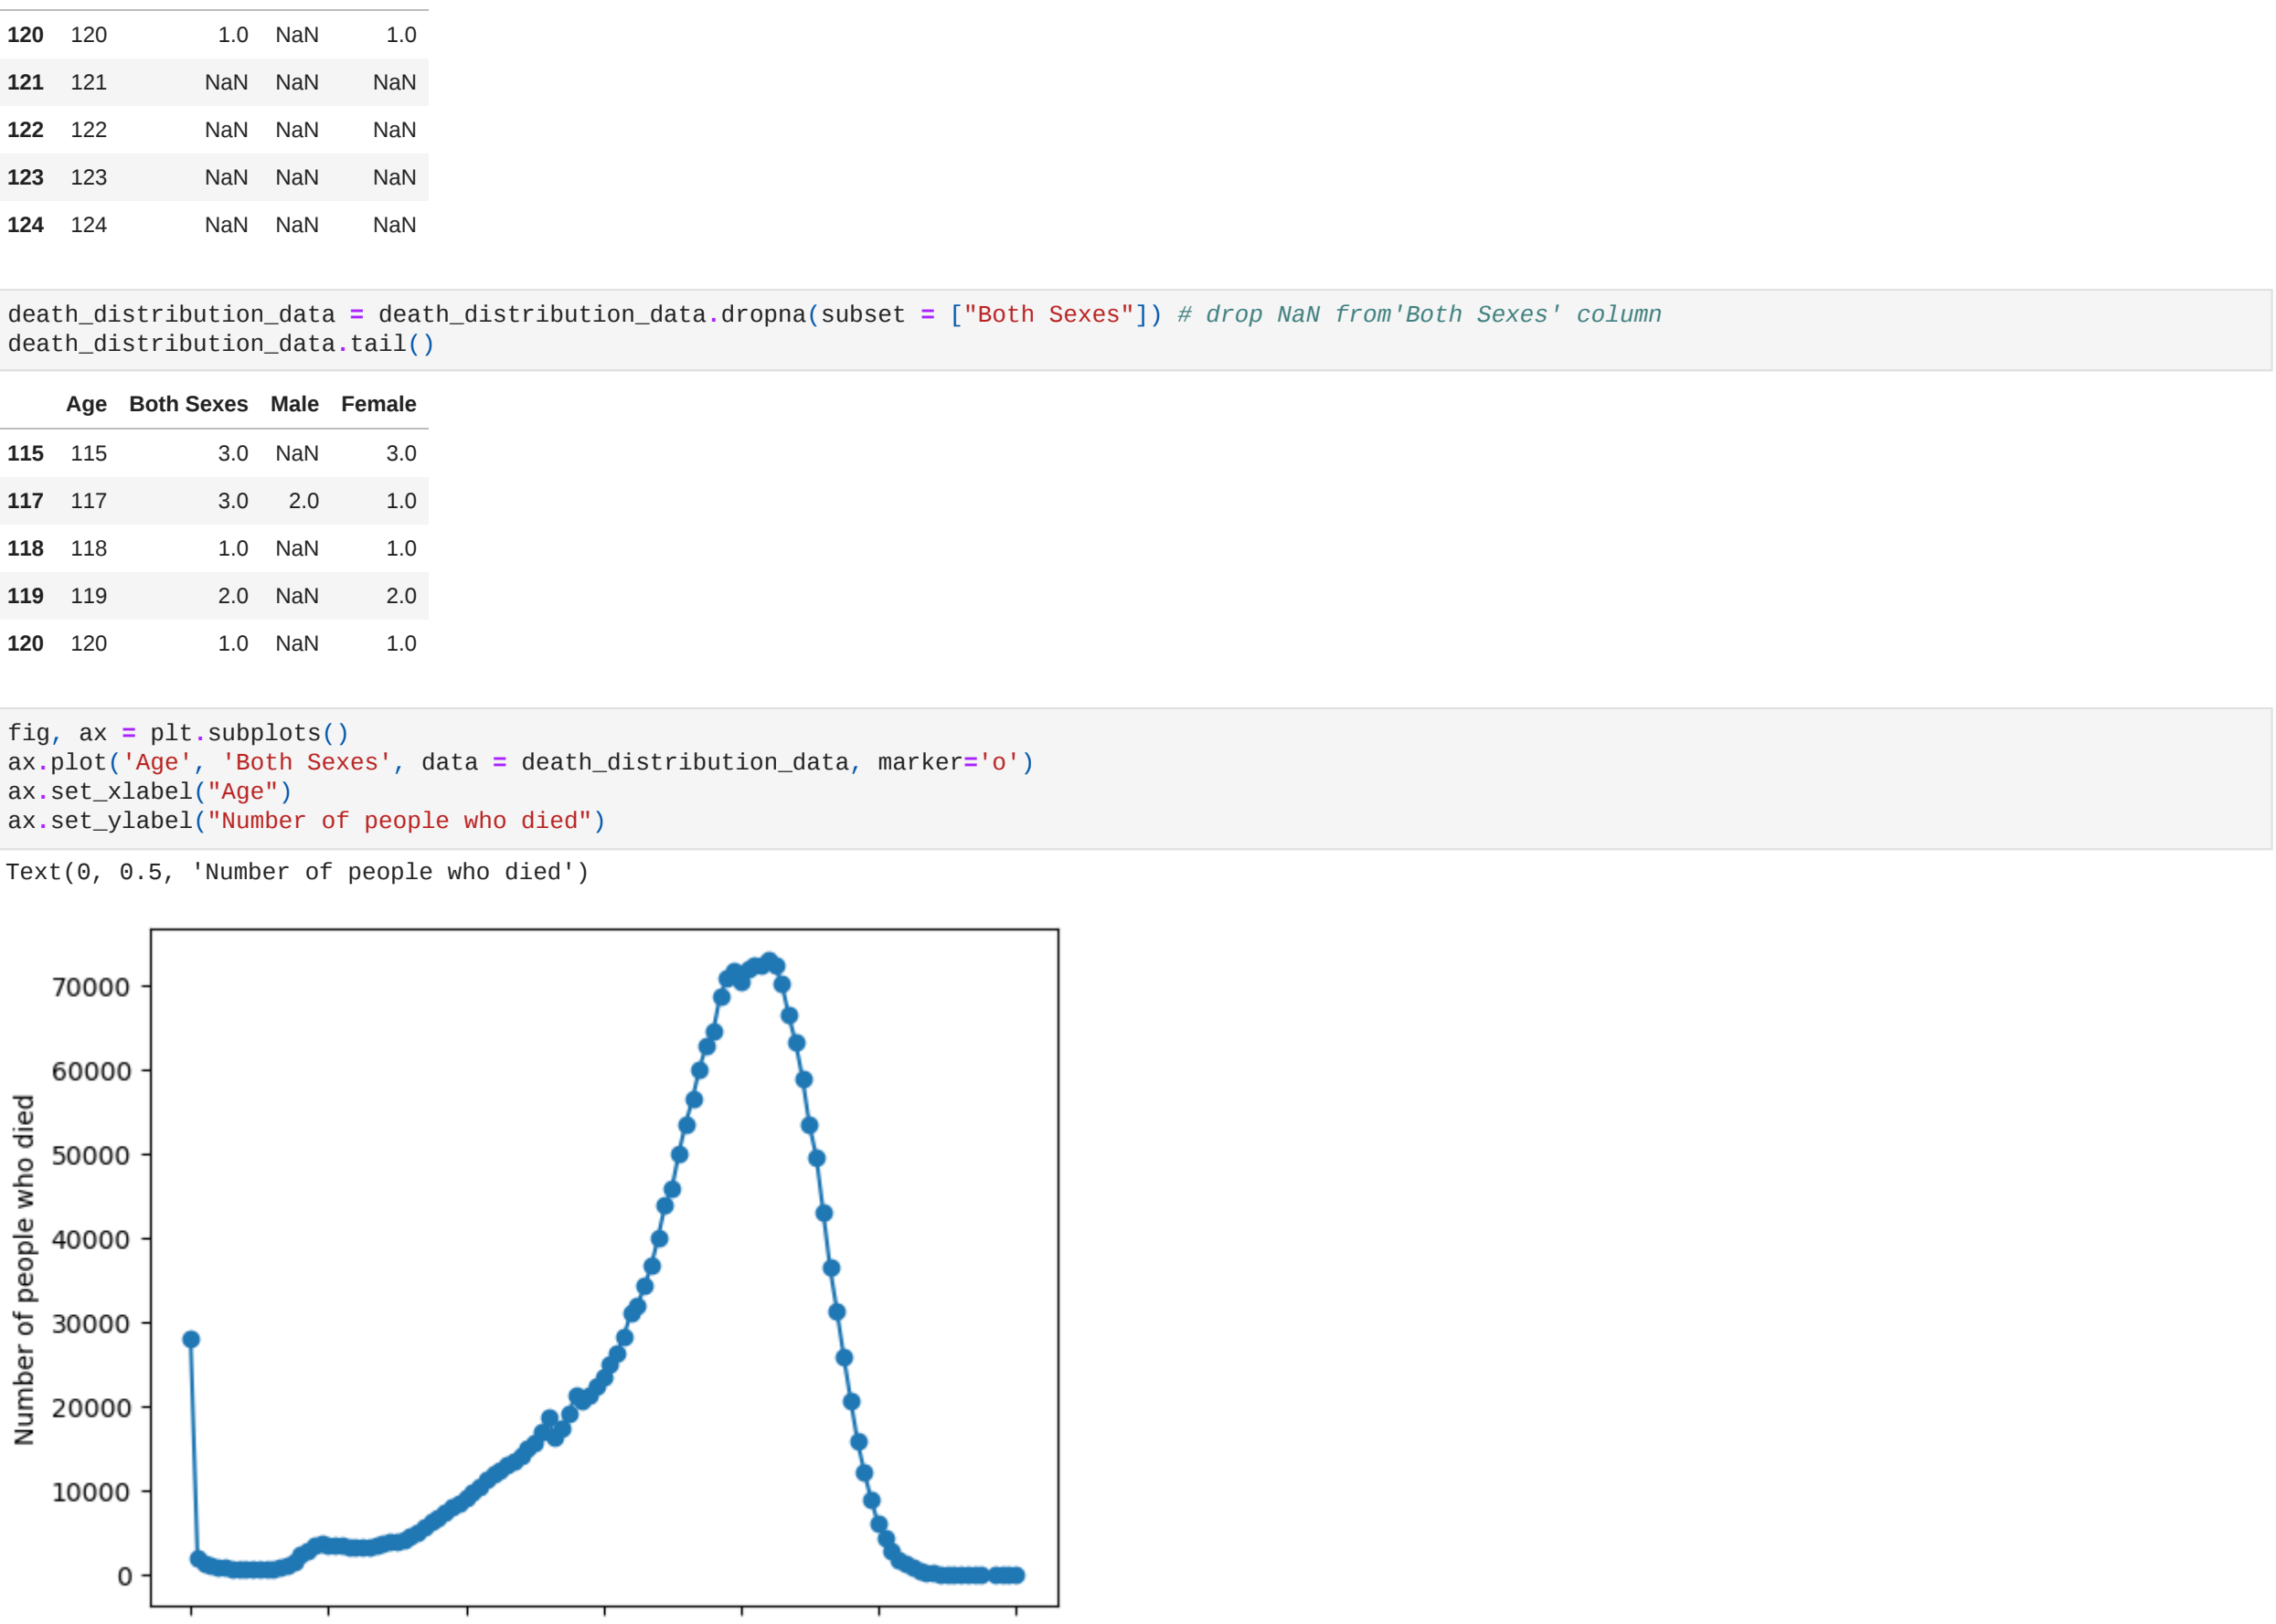 120 120 1.0 NaN 1.0
121 121 NaN NaN NaN
122 122 NaN NaN NaN
123 123 NaN NaN NaN
124 124 NaN NaN NaN
death_distribution_data = death_distribution_data.dropna(subset = ["Both Sexes"]) # drop NaN from'Both Sexes' column
death_distribution_data.tail()
Age Both Sexes Male Female
115 115 3.0 NaN 3.0
117 117 3.0 2.0 1.0
118 118 1.0 NaN 1.0
119 119 2.0 NaN 2.0
120 120 1.0 NaN 1.0
fig, ax = plt.subplots()
ax.plot('Age', 'Both Sexes', data = death_distribution_data, marker='o')
ax.set_xlabel("Age")
ax.set_ylabel("Number of people who died")
Text(0, 0.5, 'Number of people who died')
Number of people who died
70000
60000
50000
40000
30000
20000
10000
0